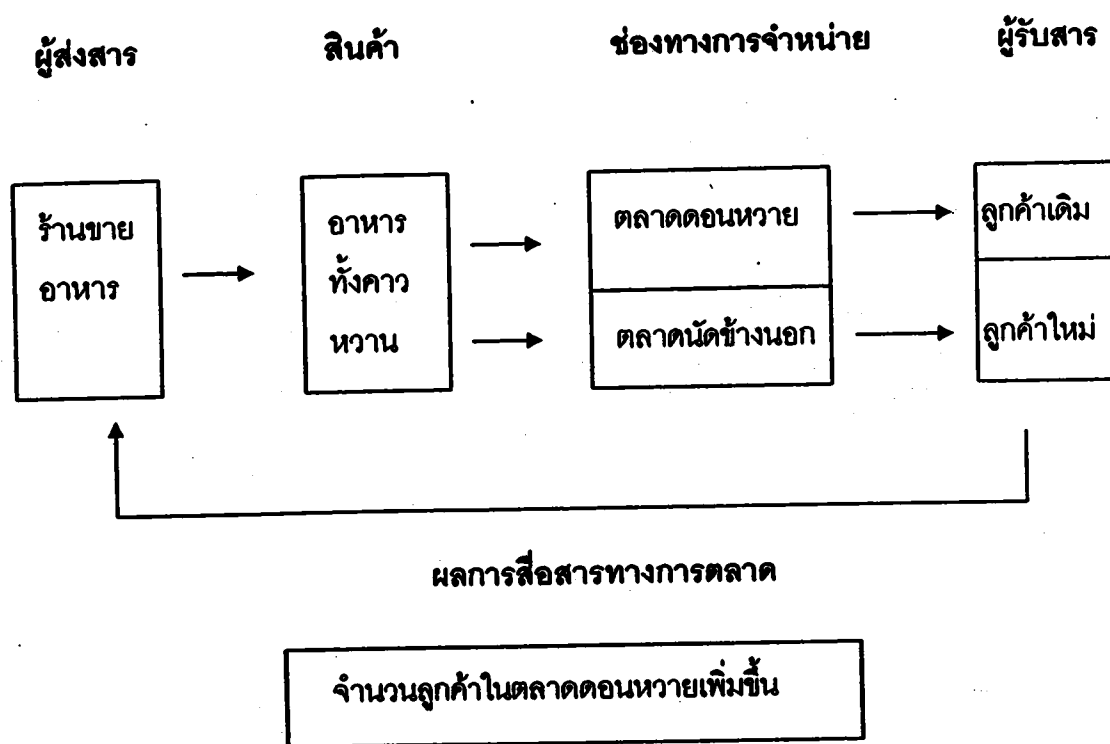 ผู้ส่งสาร
สินค้า
ช่องทางการจำหน่าย
ผู้รับสาร
ร้านขาย
อาหาร
อาหาร
ทั้งคาว
หวาน
ตลาดดอนหวาย
ตลาดนัดข้างนอก
ลูกค้าเดิม
ลูกค้าใหม่
ผลการสื่อสารทางการตลาด
จำนวนลูกค้าในตลาดดอนหวายเพิ่มขึ้น